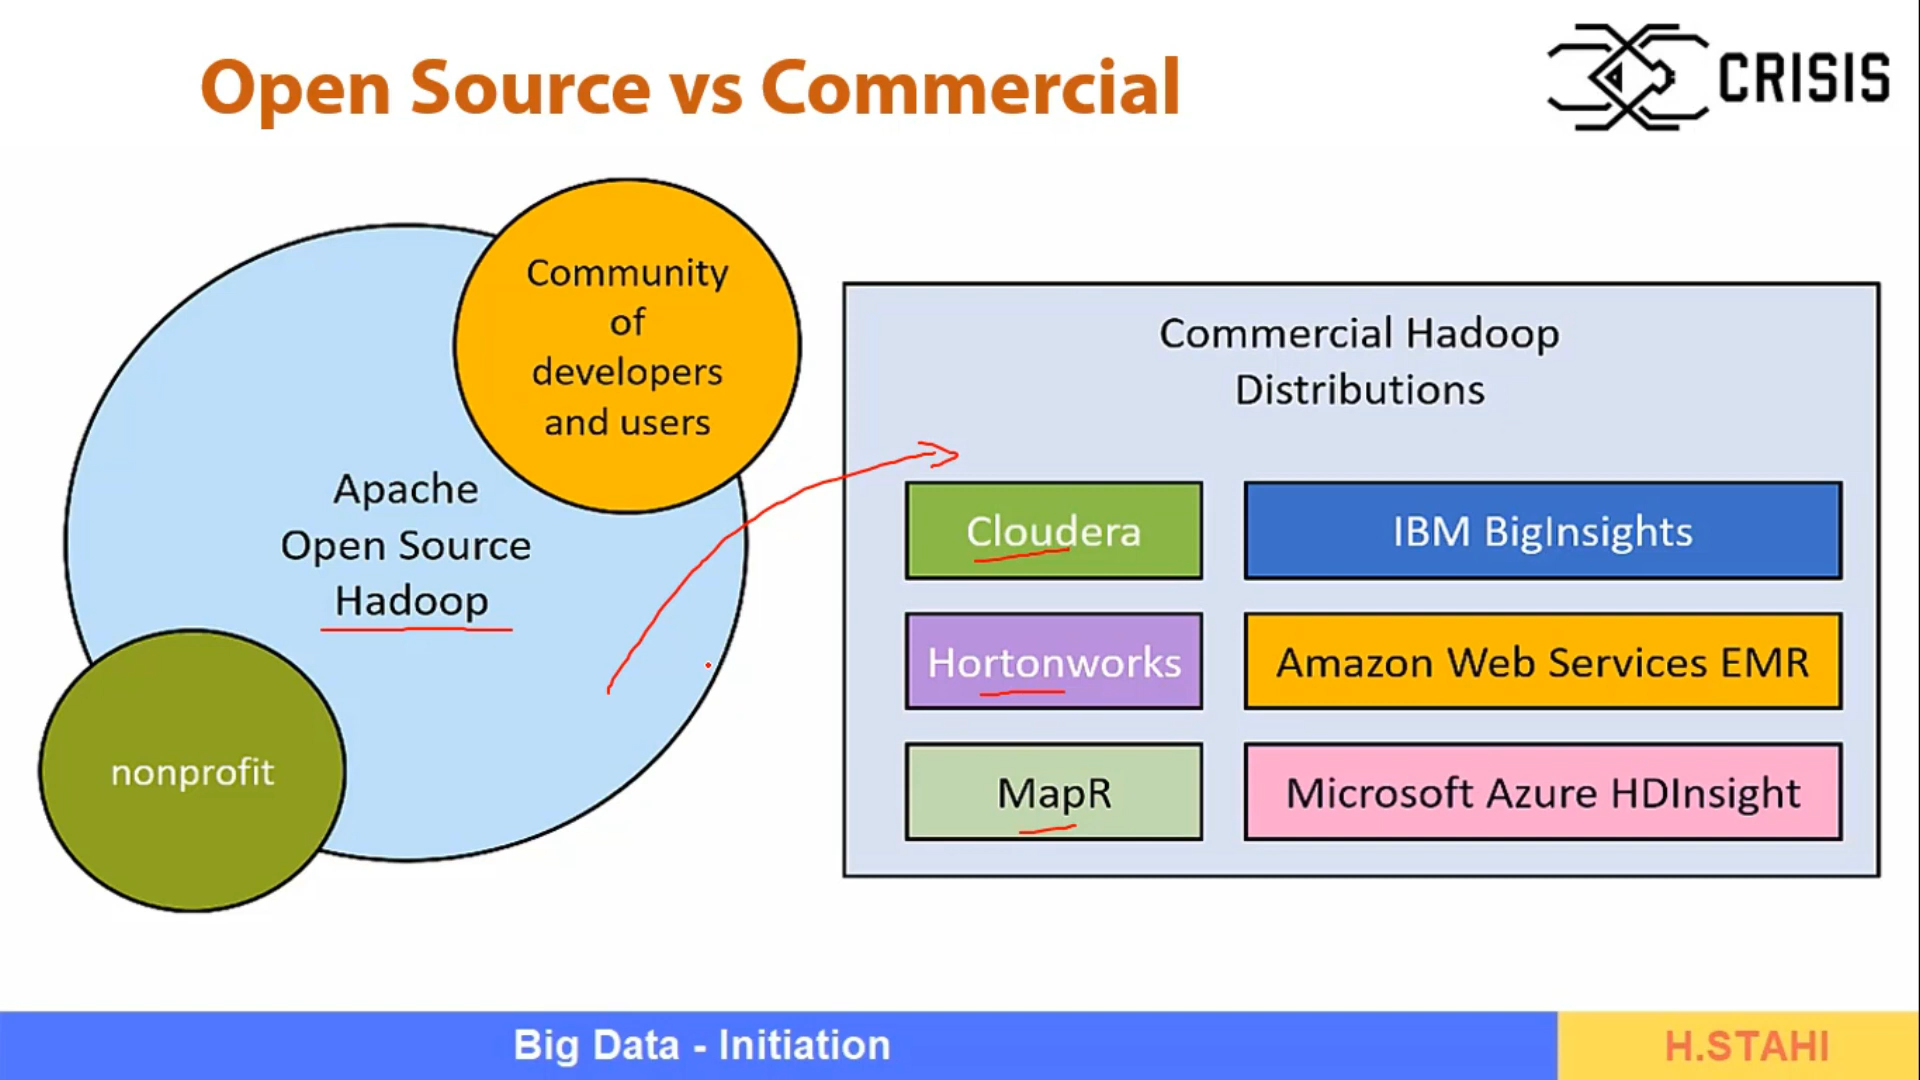 Open Source vs Commercial
CRISIS
Community
of
developers
and users
Apache
Open Source
Hadoop
nonprofit
Commercial Hadoop
Distributions
Cloudera
IBM BigInsights
Hortonworks
Amazon Web Services EMR
MapR
Microsoft Azure HDInsight
Big Data - Initiation
H.STAHI